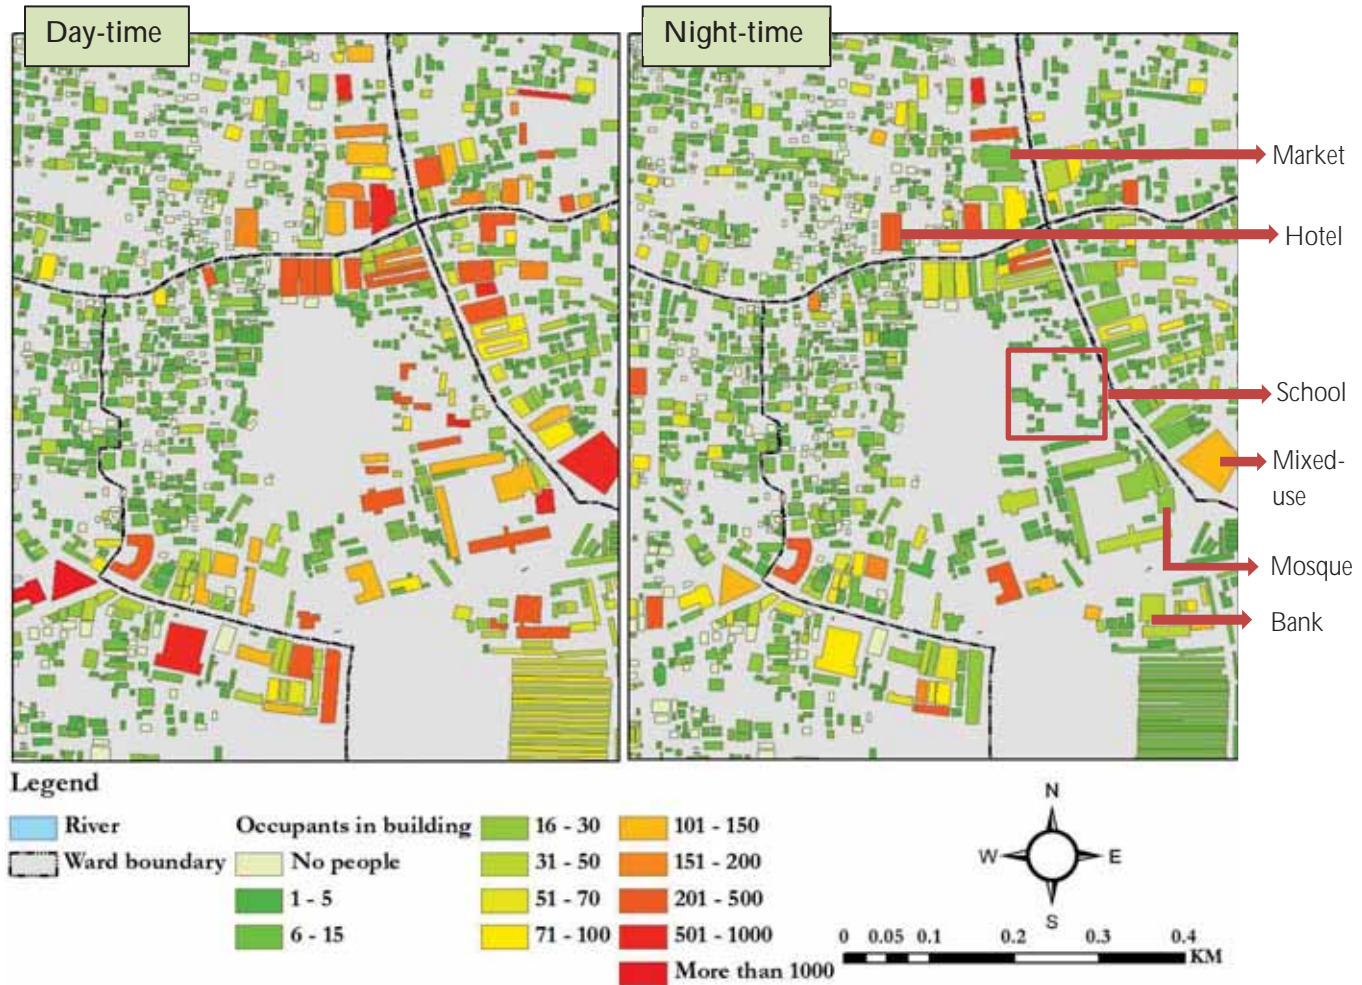 Day-time
Night-time
Market
Hotel
School
Mixed-
use
Mosque
Bank
Legend
River
Ward boundary
Occupants in building
No people
1 - 5
6 - 15
16 - 30
31 - 50
51 - 70
71 - 100
101 - 150
151 - 200
201 - 500
501 - 1000
More than 1000
N
W
E
S
0 0.05 0.1 0.2 0.3 0.4
KM